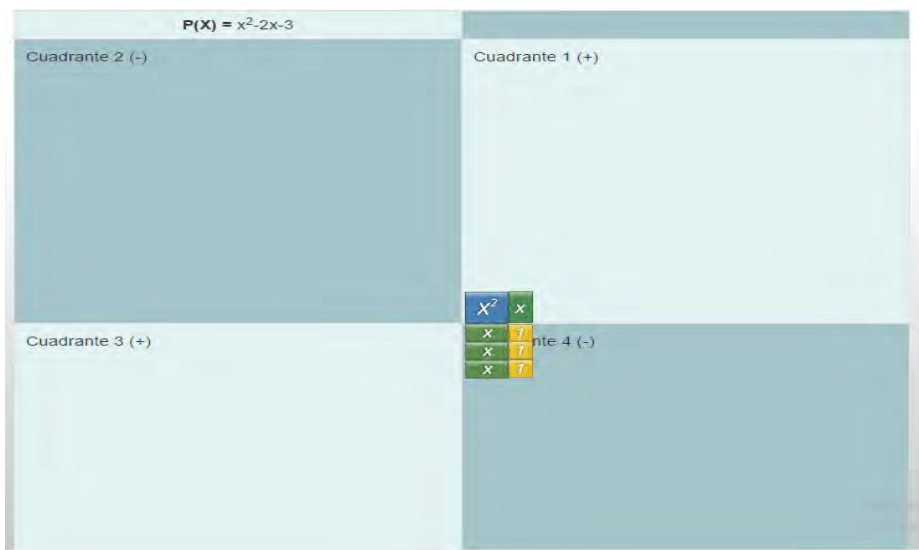 P(X) = x²-2x-3
Cuadrante 2 (-)
Cuadrante 1 (+)
x² x
Cuadrante 3 (+)
x 1
nte 4 (-)
x 1
x 1